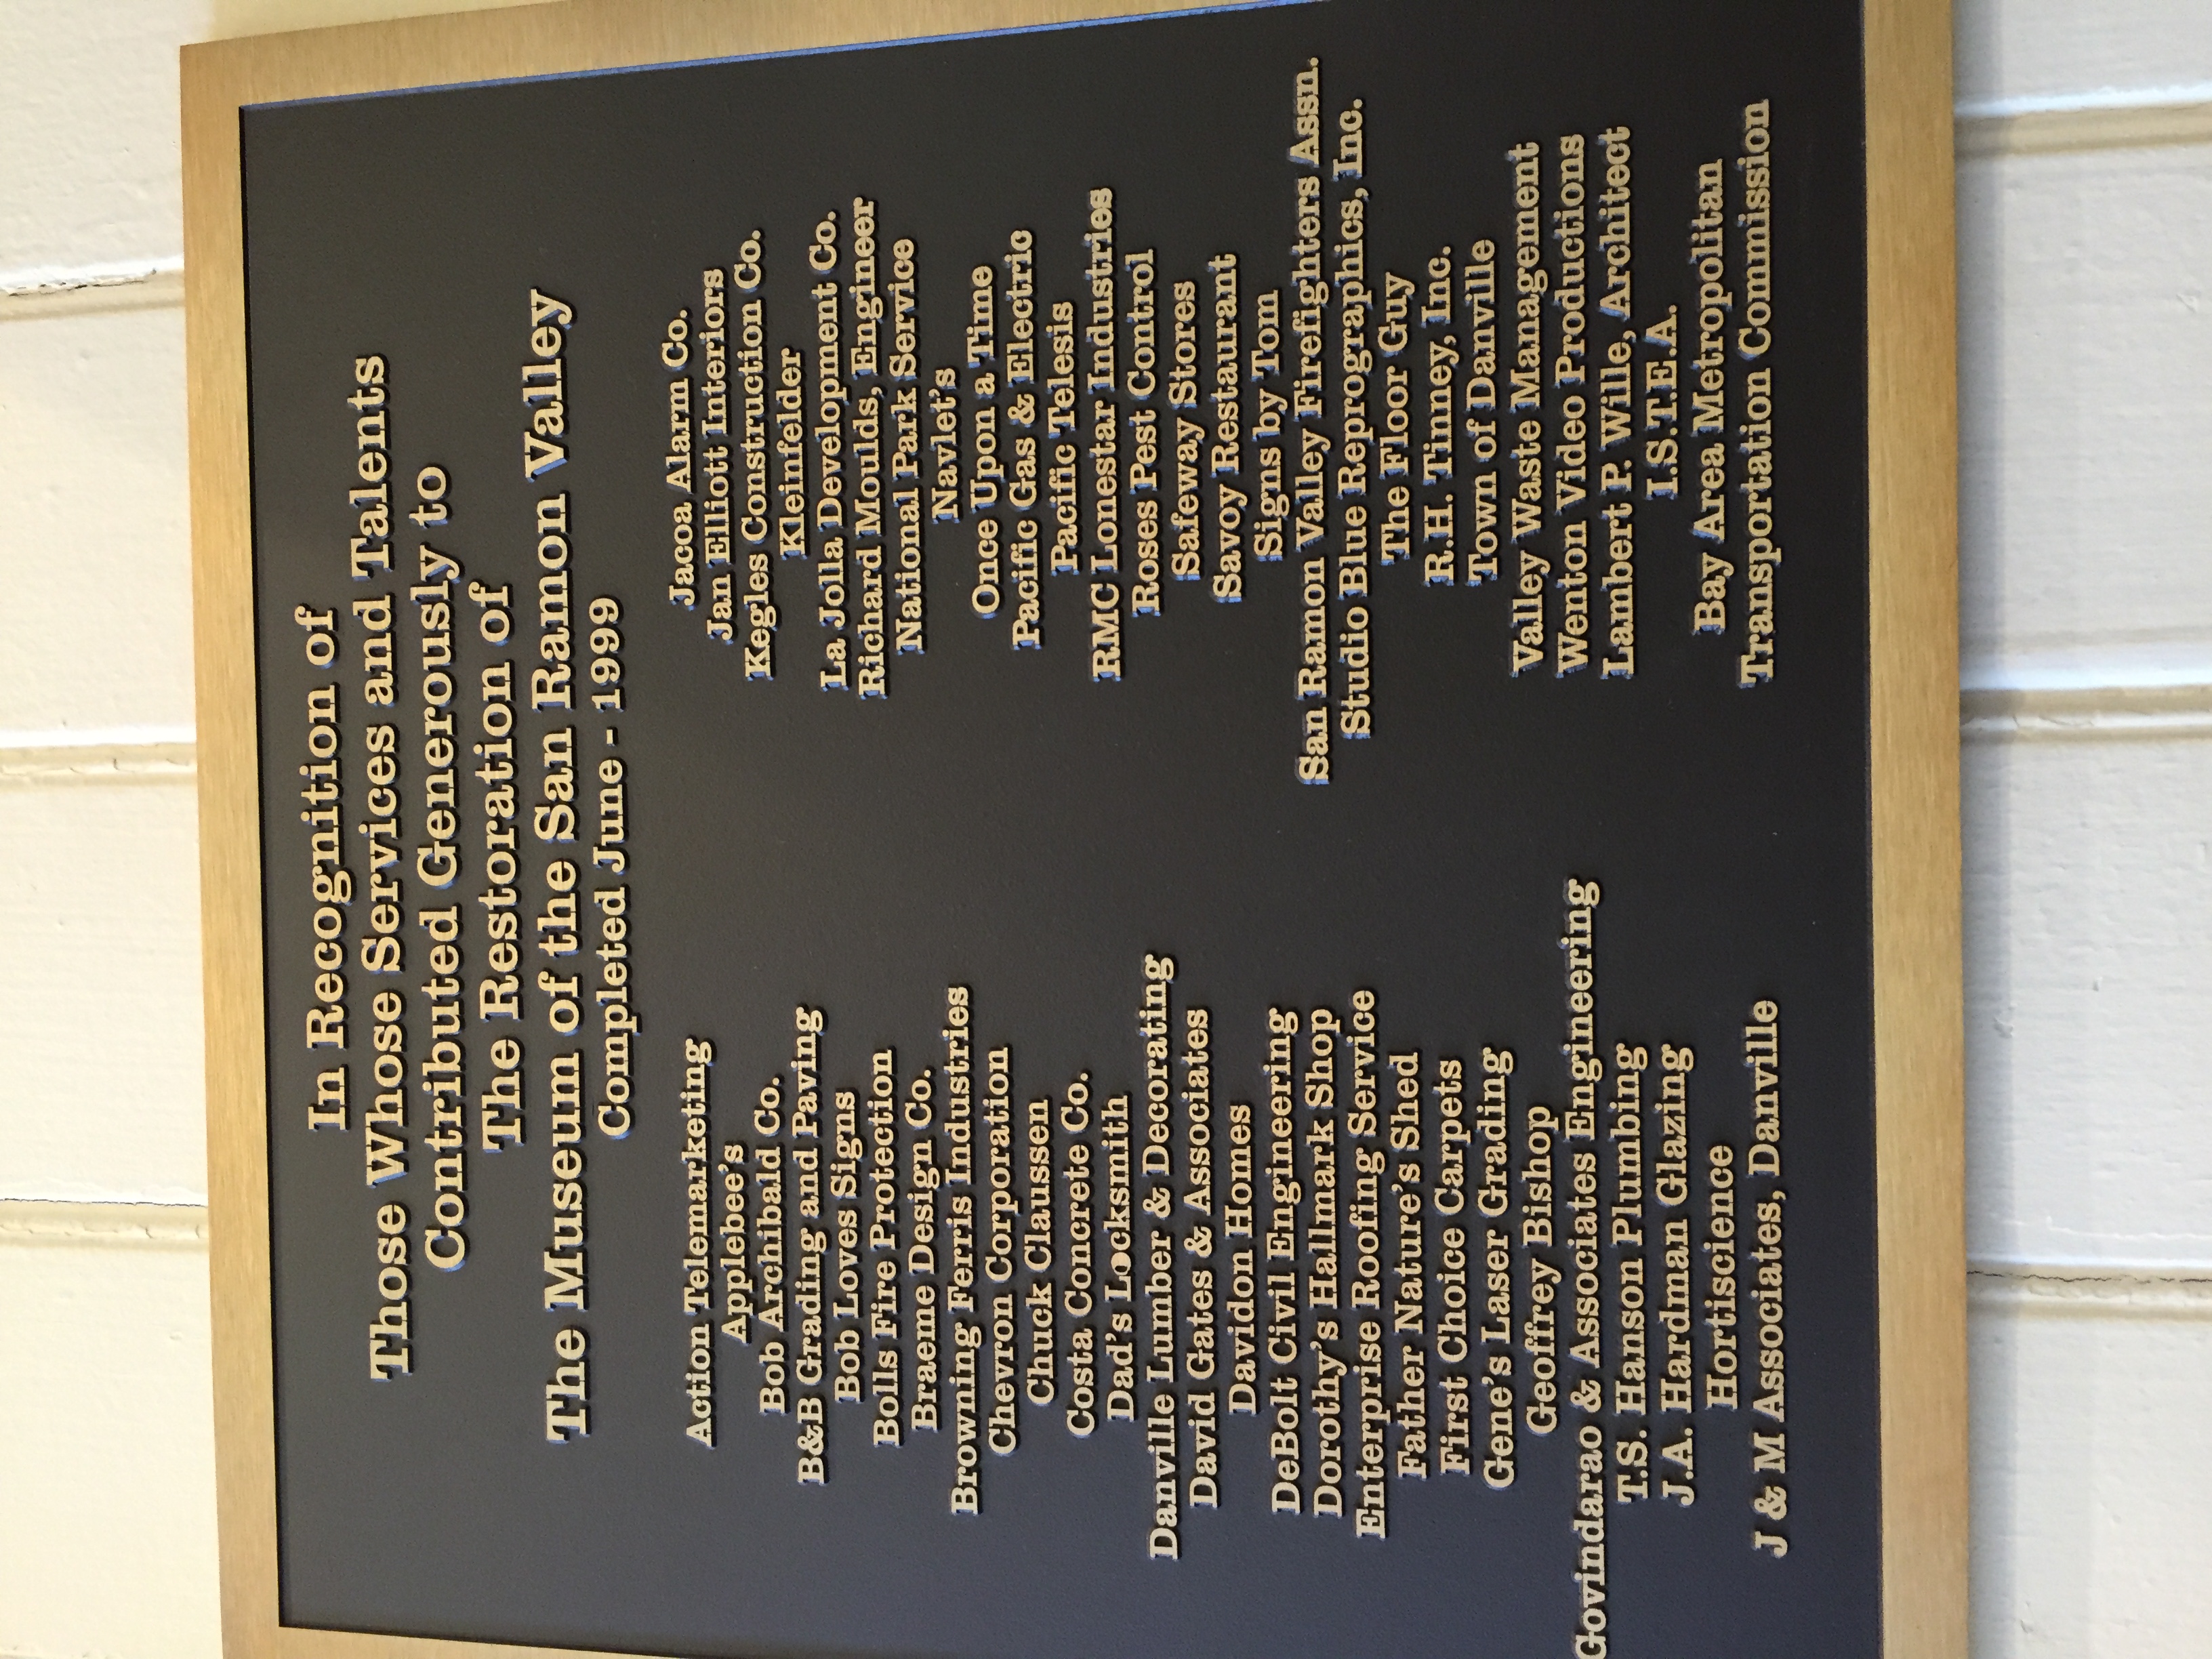 In Recognition of
Those Whose Services and Talents
Contributed Generously to
The Restoration of
The Museum of the San Ramon Valley
Completed June - 1999
Action Telemarketing
Applebee's
Bob Archibald Co.
B&B Grading and Paving
Bob Loves Signs
Bolls Fire Protection
Braeme Design Co.
Browning Ferris Industries
Chevron Corporation
Chuck Claussen
Costa Concrete Co.
Dad's Locksmith
Danville Lumber & Decorating
David Gates & Associates
Davidon Homes
DeBolt Civil Engineering
Dorothy's Hallmark Shop
Enterprise Roofing Service
Father Nature's Shed
First Choice Carpets
Gene's Laser Grading
Geoffrey Bishop
Govindarao & Associates Engineering
T.S. Hanson Plumbing
J.A. Hardman Glazing
Hortiscience
J & M Associates, Danville
Jacoa Alarm Co.
Jan Elliott Interiors
Kegles Construction Co.
Kleinfelder
La Jolla Development Co.
Richard Moulds, Engineer
National Park Service
Navlet's
Once Upon a Time
Pacific Gas & Electric
Pacific Telesis
RMC Lonestar Industries
Roses Pest Control
Safeway Stores
Savoy Restaurant
Signs by Tom
San Ramon Valley Firefighters Assn.
Studio Blue Reprographics, Inc.
The Floor Guy
R.H. Tinney, Inc.
Town of Danville
Valley Waste Management
Wenton Video Productions
Lambert P. Wille, Architect
I.S.T.E.A.
Bay Area Metropolitan
Transportation Commission